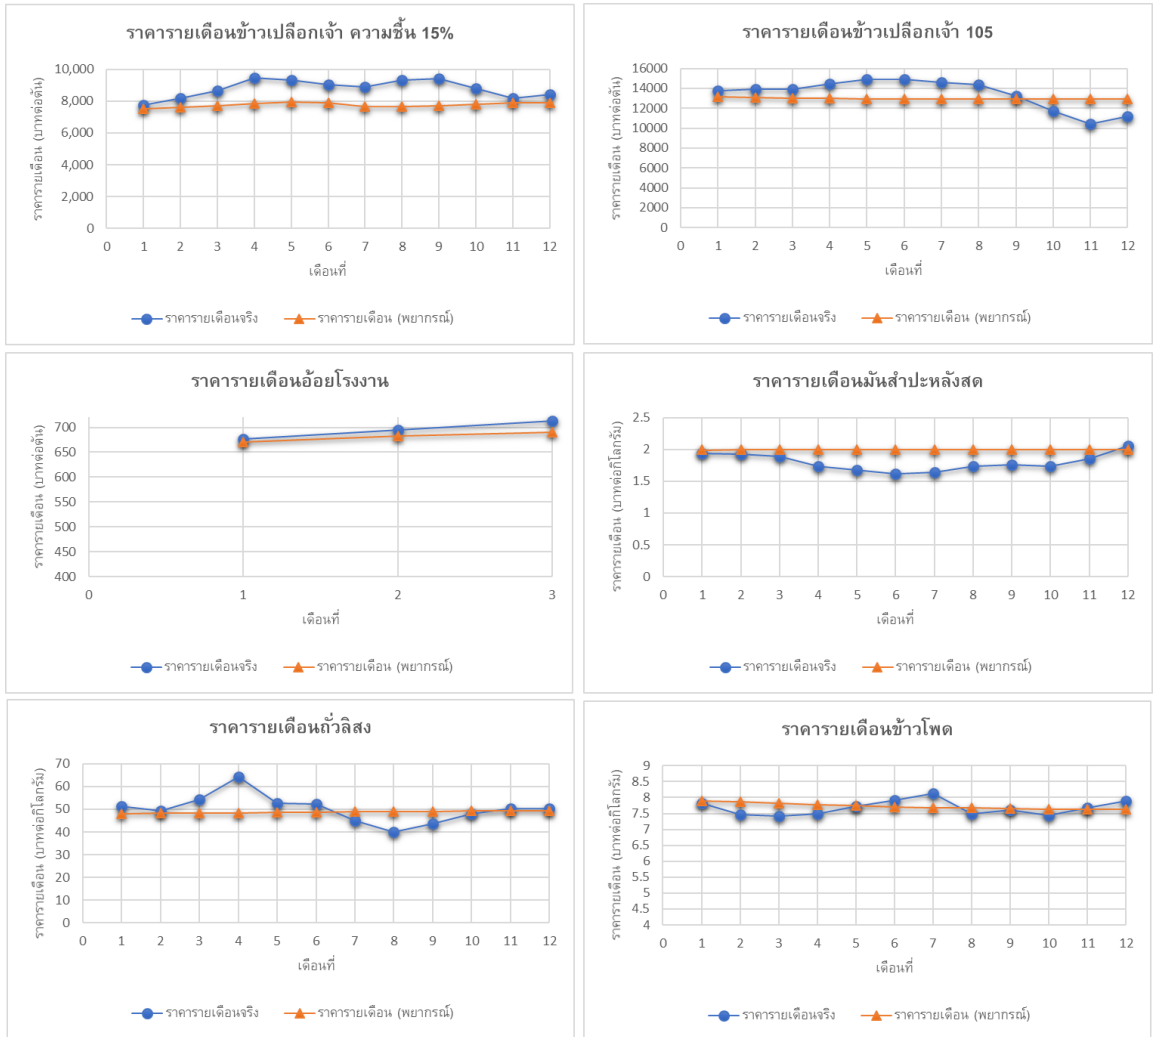 ราคารายเดือนข้าวเปลือกเจ้า ความชื้น 15%
ราคารายเดือน (บาทต่อตัน)
10,000
8,000
6,000
4,000
2,000
0
0 1 2 3 4 5 6 7 8 9 10 11 12
เดือนที่
ราคารายเดือนจริง ราคารายเดือน (พยากรณ์)
ราคารายเดือนข้าวเปลือกเจ้า 105
ราคารายเดือน (บาทต่อตัน)
16000
14000
12000
10000
8000
6000
4000
2000
0
0 1 2 3 4 5 6 7 8 9 10 11 12
เดือนที่
ราคารายเดือนจริง ราคารายเดือน (พยากรณ์)
ราคารายเดือนอ้อยโรงงาน
ราคารายเดือน (บาทต่อตัน)
700
650
600
550
500
450
400
0 1 2 3
เดือนที่
ราคารายเดือนจริง ราคารายเดือน (พยากรณ์)
ราคารายเดือนมันสำปะหลังสด
ราคารายเดือน (บาทต่อกิโลกรัม)
2.5
2
1.5
1
0.5
0
0 1 2 3 4 5 6 7 8 9 10 11 12
เดือนที่
ราคารายเดือนจริง ราคารายเดือน (พยากรณ์)
ราคารายเดือนถั่วลิสง
ราคารายเดือน (บาทต่อกิโลกรัม)
70
60
50
40
30
20
10
0
0 1 2 3 4 5 6 7 8 9 10 11 12
เดือนที่
ราคารายเดือนจริง ราคารายเดือน (พยากรณ์)
ราคารายเดือนข้าวโพด
ราคารายเดือน (บาทต่อกิโลกรัม)
9
8.5
8
7.5
7
6.5
6
5.5
5
4.5
4
0 1 2 3 4 5 6 7 8 9 10 11 12
เดือนที่
ราคารายเดือนจริง ราคารายเดือน (พยากรณ์)